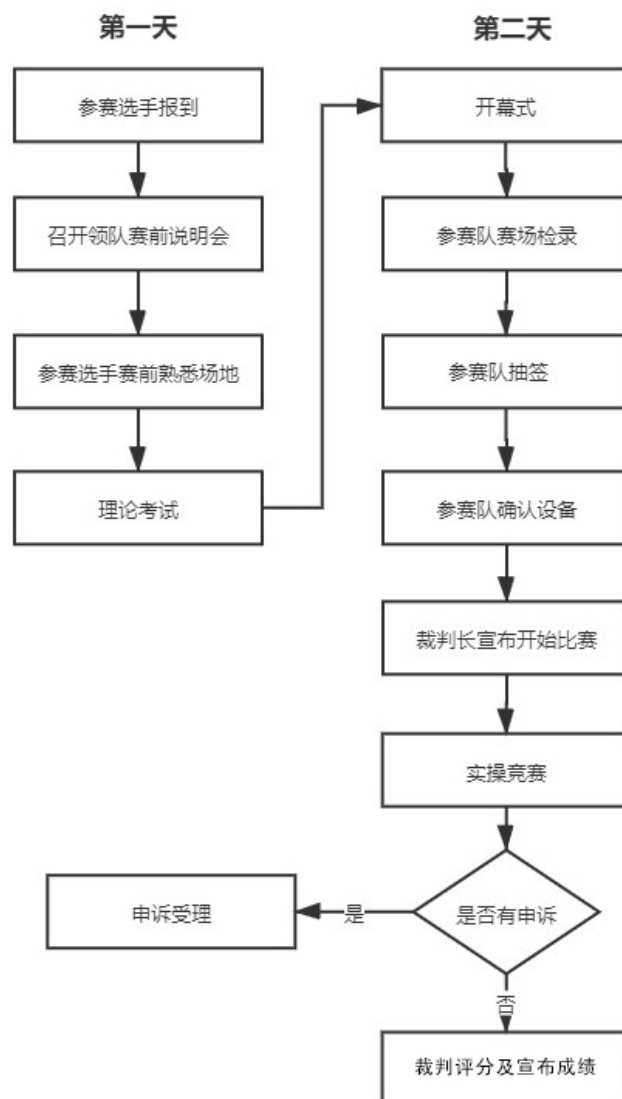 第一天
参赛选手报到
召开领队赛前说明会
参赛选手赛前熟悉场地
理论考试
第二天
开幕式
参赛队赛场检录
参赛队抽签
参赛队确认设备
裁判长宣布开始比赛
实操竞赛
是否有申诉
是
申诉受理
否
裁判评分及宣布成绩